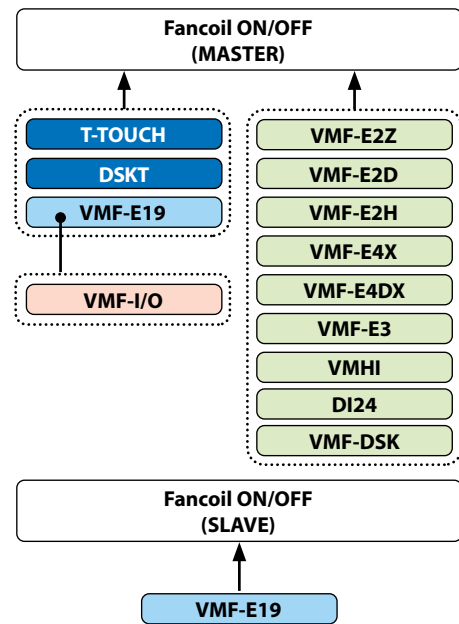 Fancoil ON/OFF
(MASTER)
T-TOUCH
DSKT
VMF-E19
VMF-I/O
VMF-E2Z
VMF-E2D
VMF-E2H
VMF-E4X
VMF-E4DX
VMF-E3
VMHI
DI24
VMF-DSK
Fancoil ON/OFF
(SLAVE)
VMF-E19